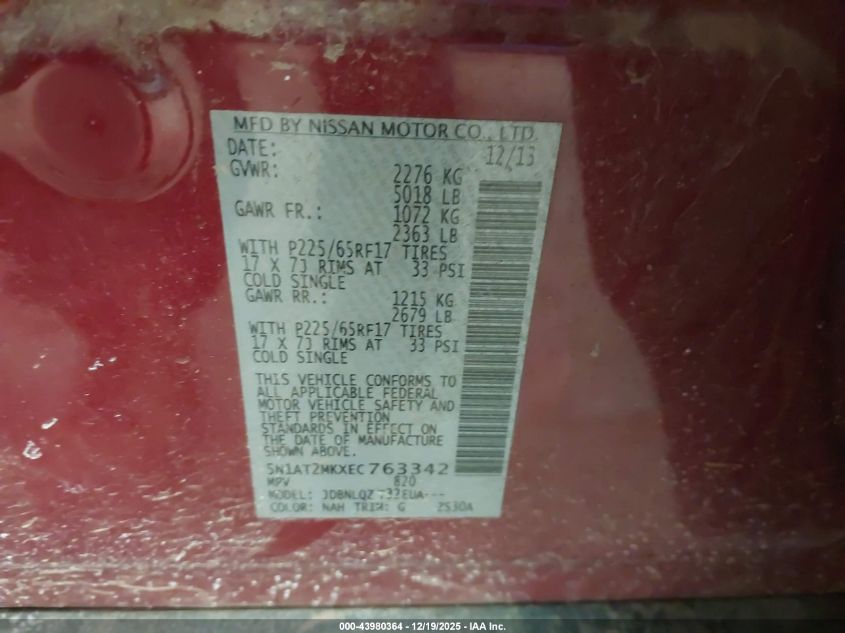 MFD BY NISSAN MOTOR CO., LTD.
DATE: 12/13
GVWR: 2276 KG
5018 LB
GAWR FR.: 1072 KG
2363 LB
WITH P225/65RF17 TIRES
17 X 7J RIMS AT 33 PSI
COLD SINGLE
GAWR RR.: 1215 KG
2679 LB
WITH P225/65RF17 TIRES
17 X 7J RIMS AT 33 PSI
COLD SINGLE
THIS VEHICLE CONFORMS TO
ALL APPLICABLE FEDERAL
MOTOR VEHICLE SAFETY AND
THEFT PREVENTION
STANDARDS IN EFFECT ON
THE DATE OF MANUFACTURE
SHOWN ABOVE.
5N1AT2MKXEC763342
MPV 820
MODEL:
COLOR: NAH TRIM: G 2530A
000-43980364 - 12/19/2025 - IAA Inc.